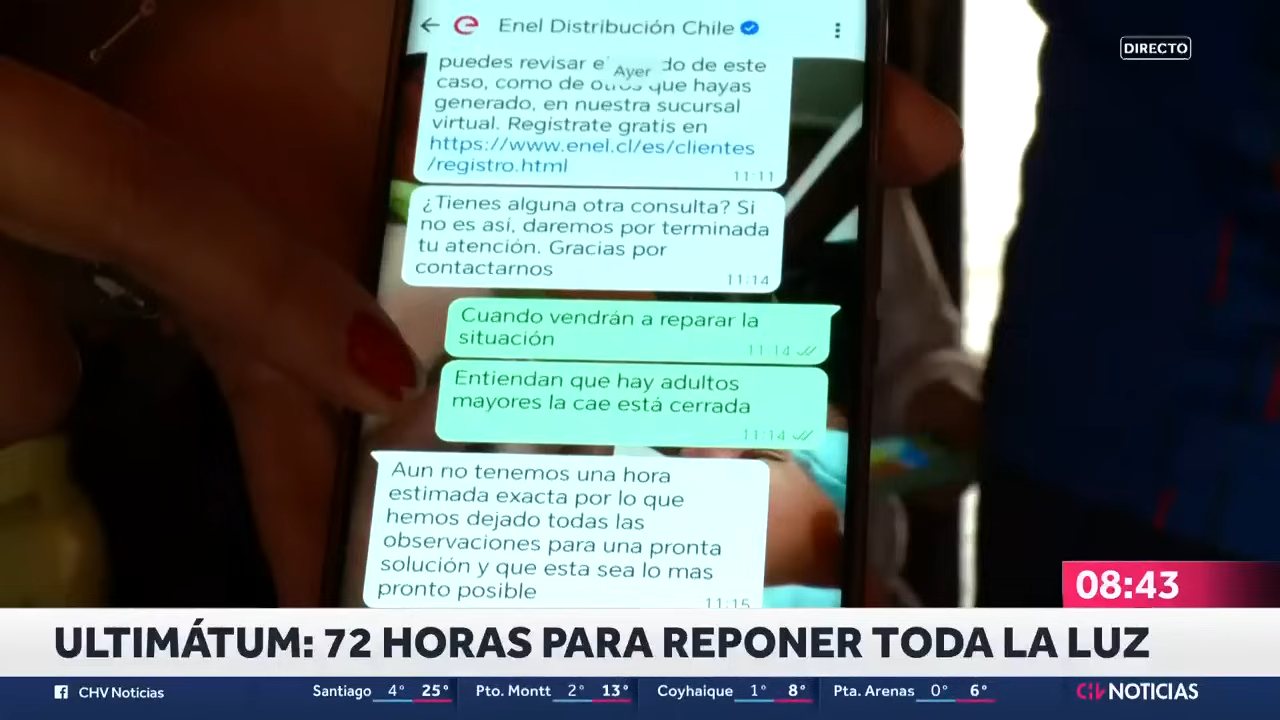 Enel Distribución Chile
DIRECTO
puedes revisar e do de este
Ayer
caso, como de otros que hayas
generado, en nuestra sucursal
virtual. Regístrate gratis en
https://www.enel.cl/es/clientes
/registro.html
11:11
¿Tienes alguna otra consulta? Si
no es así, daremos por terminada
tu atención. Gracias por
contactarnos
11:14
Cuando vendrán a reparar la
situación
11:14
Entiendan que hay adultos
mayores la cae está cerrada
11:14
Aun no tenemos una hora
estimada exacta por lo que
hemos dejado todas las
observaciones para una pronta
solución y que esta sea lo mas
pronto posible
11:15
08:43
ULTIMÁTUM: 72 HORAS PARA REPONER TODA LA LUZ
CHV Noticias Santiago 4° 25° Pto. Montt 2° 13° Coyhaique 1° 8° Pta. Arenas 0° 6° CHV NOTICIAS